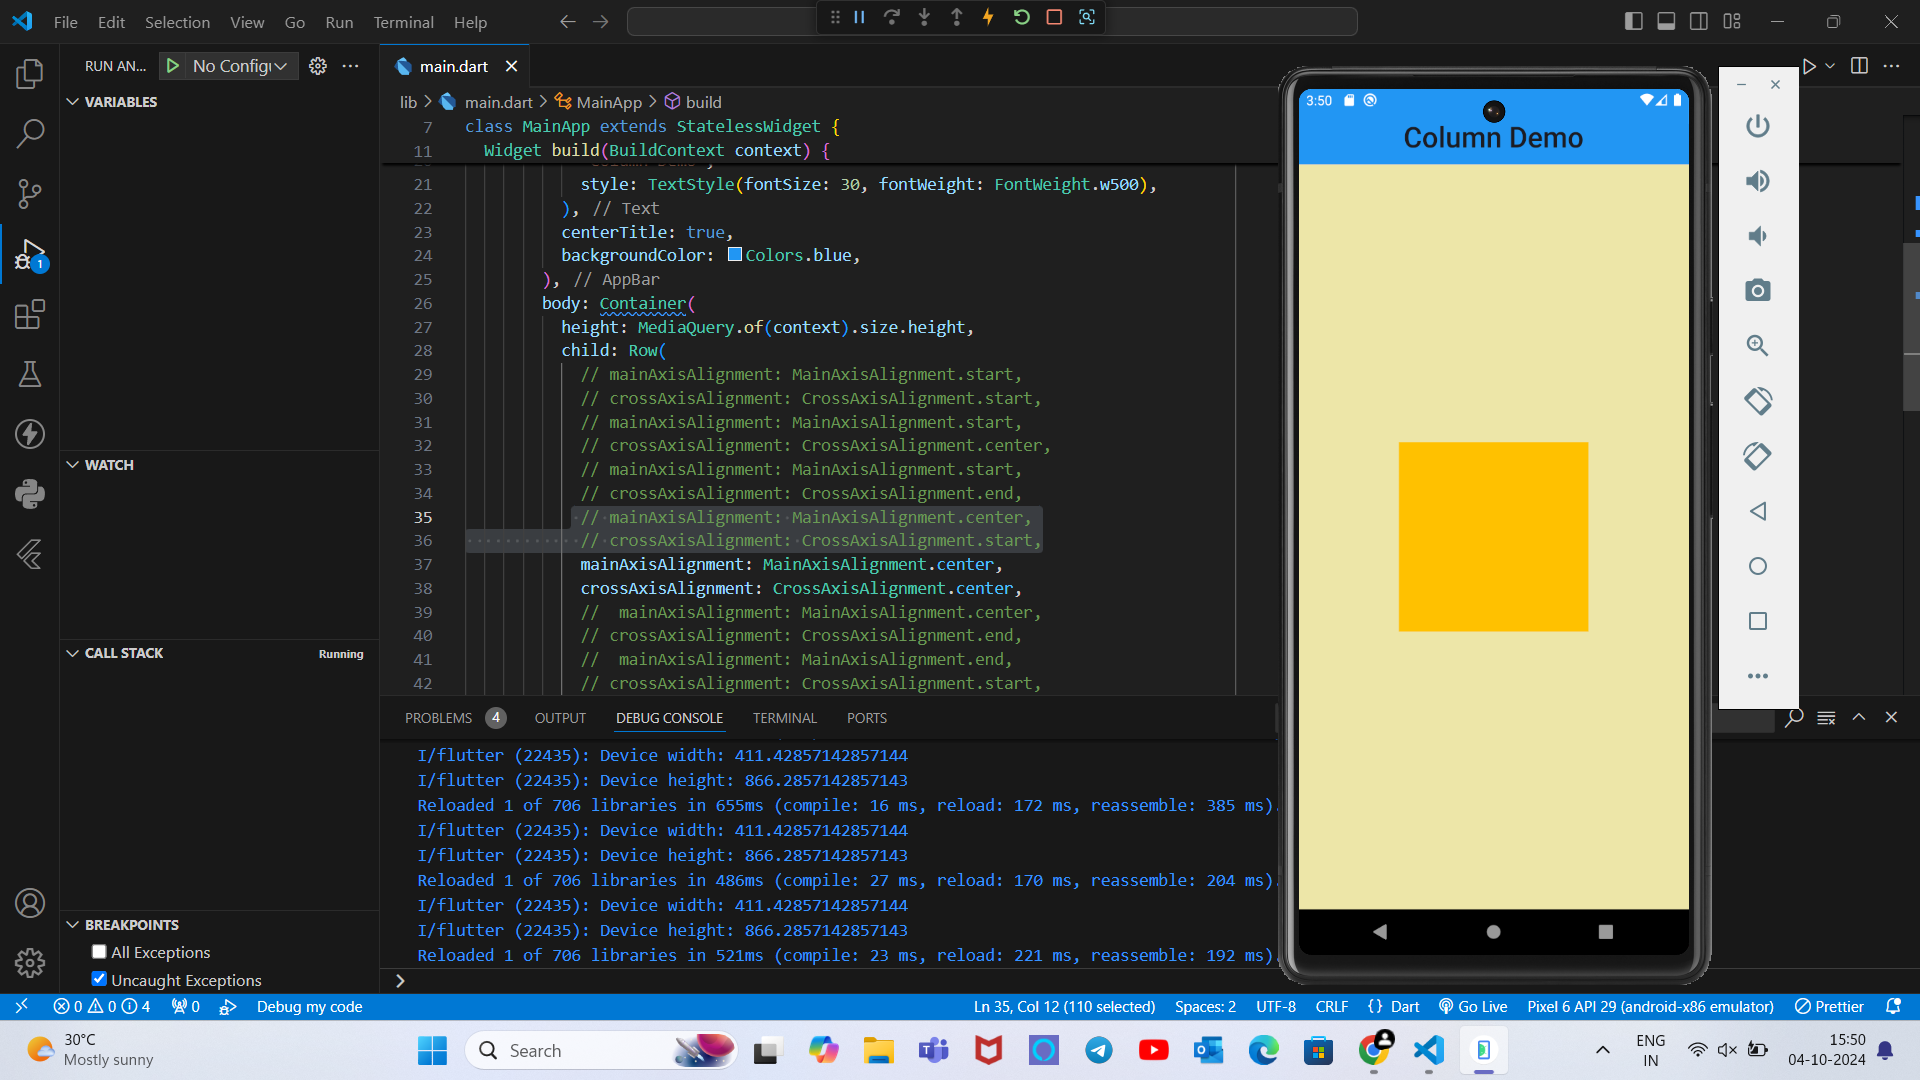 File Edit Selection View Go Run Terminal Help
RUN AN... No Config
main.dart
VARIABLES
lib > main.dart > MainApp > build
7 class MainApp extends StatelessWidget {
11 Widget build(BuildContext context) {
21 style: TextStyle(fontSize: 30, fontWeight: FontWeight.w500),
22 ), // Text
23 centerTitle: true,
24 backgroundColor: Colors.blue,
25 ), // AppBar
26 body: Container(
27 height: MediaQuery.of(context).size.height,
28 child: Row(
29 // mainAxisAlignment: MainAxisAlignment.start,
30 // crossAxisAlignment: CrossAxisAlignment.start,
31 // mainAxisAlignment: MainAxisAlignment.start,
32 // crossAxisAlignment: CrossAxisAlignment.center,
33 // mainAxisAlignment: MainAxisAlignment.start,
34 // crossAxisAlignment: CrossAxisAlignment.end,
35 // mainAxisAlignment: MainAxisAlignment.center,
36 // crossAxisAlignment: CrossAxisAlignment.start,
37 mainAxisAlignment: MainAxisAlignment.center,
38 crossAxisAlignment: CrossAxisAlignment.center,
39 //  mainAxisAlignment: MainAxisAlignment.center,
40 // crossAxisAlignment: CrossAxisAlignment.end,
41 //  mainAxisAlignment: MainAxisAlignment.end,
42 // crossAxisAlignment: CrossAxisAlignment.start,
WATCH
CALL STACK Running
BREAKPOINTS
All Exceptions
Uncaught Exceptions
1
PROBLEMS 4 OUTPUT DEBUG CONSOLE TERMINAL PORTS
I/flutter (22435): Device width: 411.42857142857144
I/flutter (22435): Device height: 866.2857142857143
Reloaded 1 of 706 libraries in 655ms (compile: 16 ms, reload: 172 ms, reassemble: 385 ms).
I/flutter (22435): Device width: 411.42857142857144
I/flutter (22435): Device height: 866.2857142857143
Reloaded 1 of 706 libraries in 486ms (compile: 27 ms, reload: 170 ms, reassemble: 204 ms).
I/flutter (22435): Device width: 411.42857142857144
I/flutter (22435): Device height: 866.2857142857143
Reloaded 1 of 706 libraries in 521ms (compile: 23 ms, reload: 221 ms, reassemble: 192 ms)
3:50
Column Demo
0 0 4 0 Debug my code Ln 35, Col 12 (110 selected) Spaces: 2 UTF-8 CRLF {} Dart Go Live Pixel 6 API 29 (android-x86 emulator) Prettier
30°C
Mostly sunny
Search
ENG
IN
15:50
04-10-2024